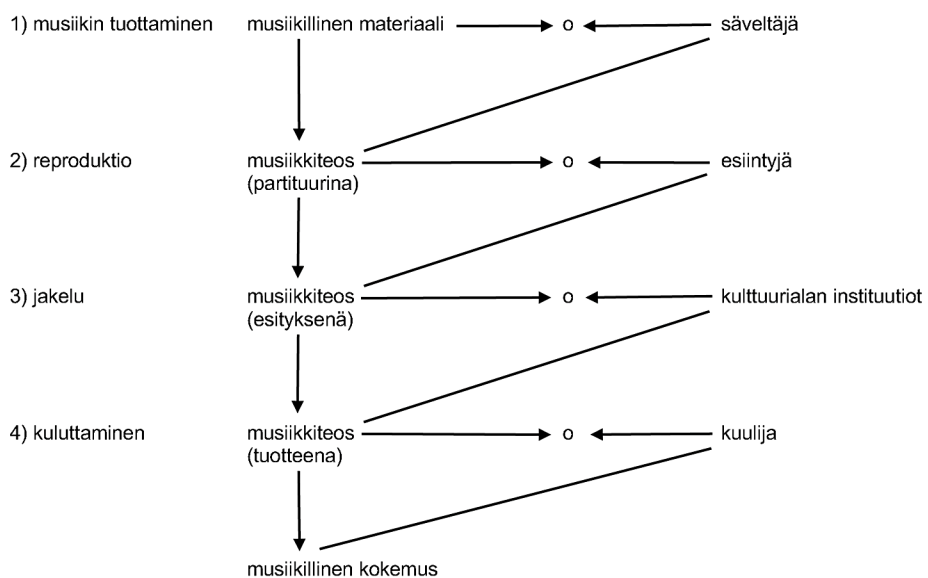 1) musiikin tuottaminen musiikillinen materiaali o säveltäjä
2) reproduktio musiikkiteos o esiintyjä
(partituurina)
3) jakelu musiikkiteos o kulttuurialan instituutiot
(esityksenä)
4) kuluttaminen musiikkiteos o kuulija
(tuotteena)
musiikillinen kokemus